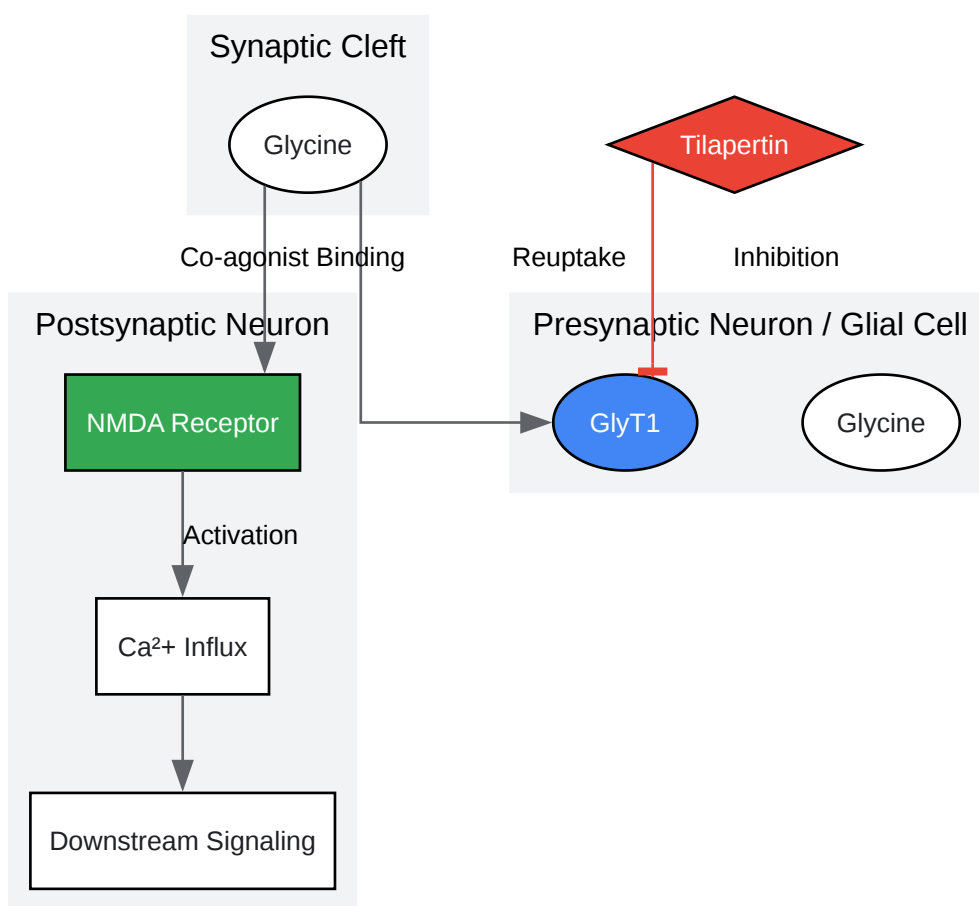 Synaptic Cleft
Glycine
Tilapertin
Co-agonist Binding
Reuptake
Inhibition
Postsynaptic Neuron
Presynaptic Neuron / Glial Cell
NMDA Receptor
GlyT1
Glycine
Activation
Ca²+ Influx
Downstream Signaling